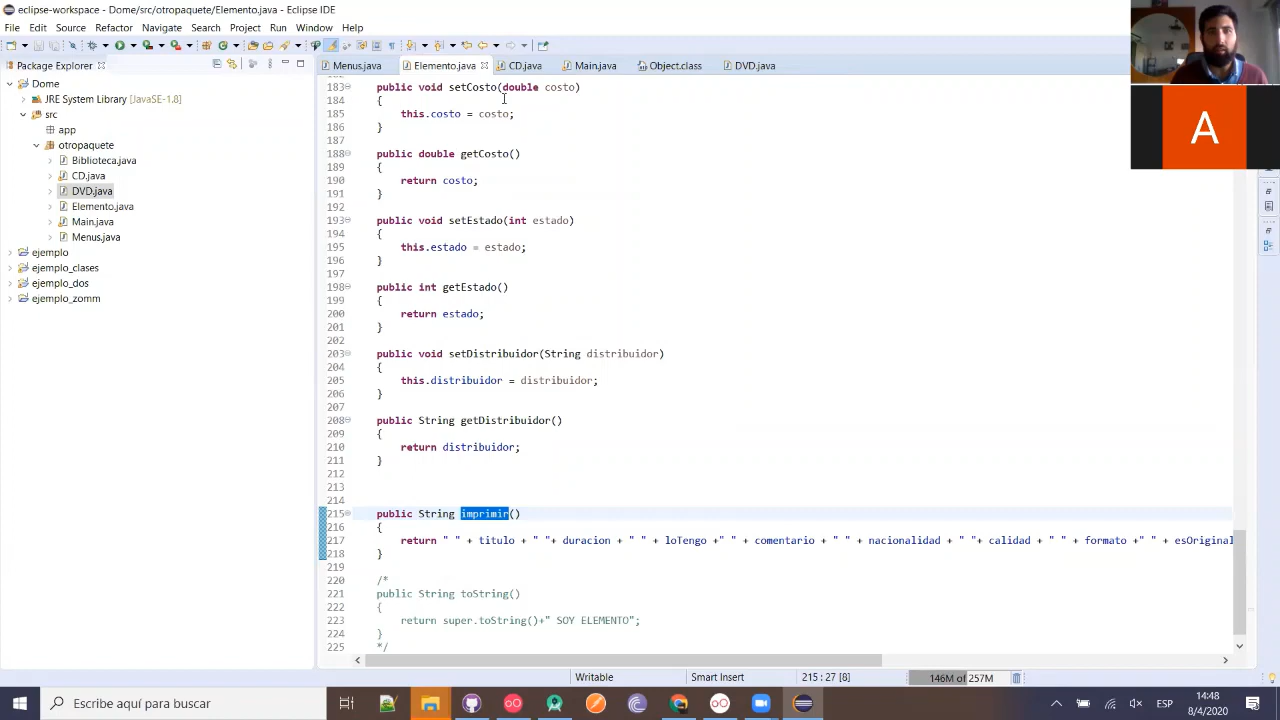 eclipse-workspace - Dome/src/otropaquete/Elemento.java - Eclipse IDE
File Edit Source Refactor Navigate Search Project Run Window Help
Package Explorer
Menus.java Elemento.java CD.java Main.java Object.class DVD.java
Dome
JRE System Library [JavaSE-1.8]
src
app
otropaquete
Biblioteca.java
CD.java
DVD.java
Elemento.java
Main.java
Menus.java
ejemplo
ejemplo_clases
ejemplo_dos
ejemplo_zomm
183 public void setCosto(double costo)
184 {
185 this.costo = costo;
186 }
187
188 public double getCosto()
189 {
190 return costo;
191 }
192
193 public void setEstado(int estado)
194 {
195 this.estado = estado;
196 }
197
198 public int getEstado()
199 {
200 return estado;
201 }
202
203 public void setDistribuidor(String distribuidor)
204 {
205 this.distribuidor = distribuidor;
206 }
207
208 public String getDistribuidor()
209 {
210 return distribuidor;
211 }
212
213
214
215 public String imprimir()
216 {
217 return " " + titulo + " "+ duracion + " " + loTengo +" " + comentario + " " + nacionalidad + " "+ calidad + " " + formato +" " + esOriginal
218 }
219
220 /*
221 public String toString()
222 {
223 return super.toString()+" SOY ELEMENTO";
224 }
225 */
A
Writable Smart Insert 215 : 27 [8] 146M of 257M
Escribe aquí para buscar
ESP
14:48
8/4/2020